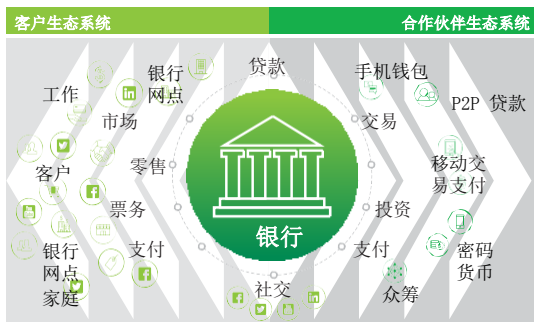 客户生态系统
合作伙伴生态系统
工作
银行
网点
贷款
手机钱包
P2P 贷款
市场
交易
客户
零售
移动交
易支付
票务
投资
银行
银行
网点
家庭
支付
支付
密码
货币
社交
众筹